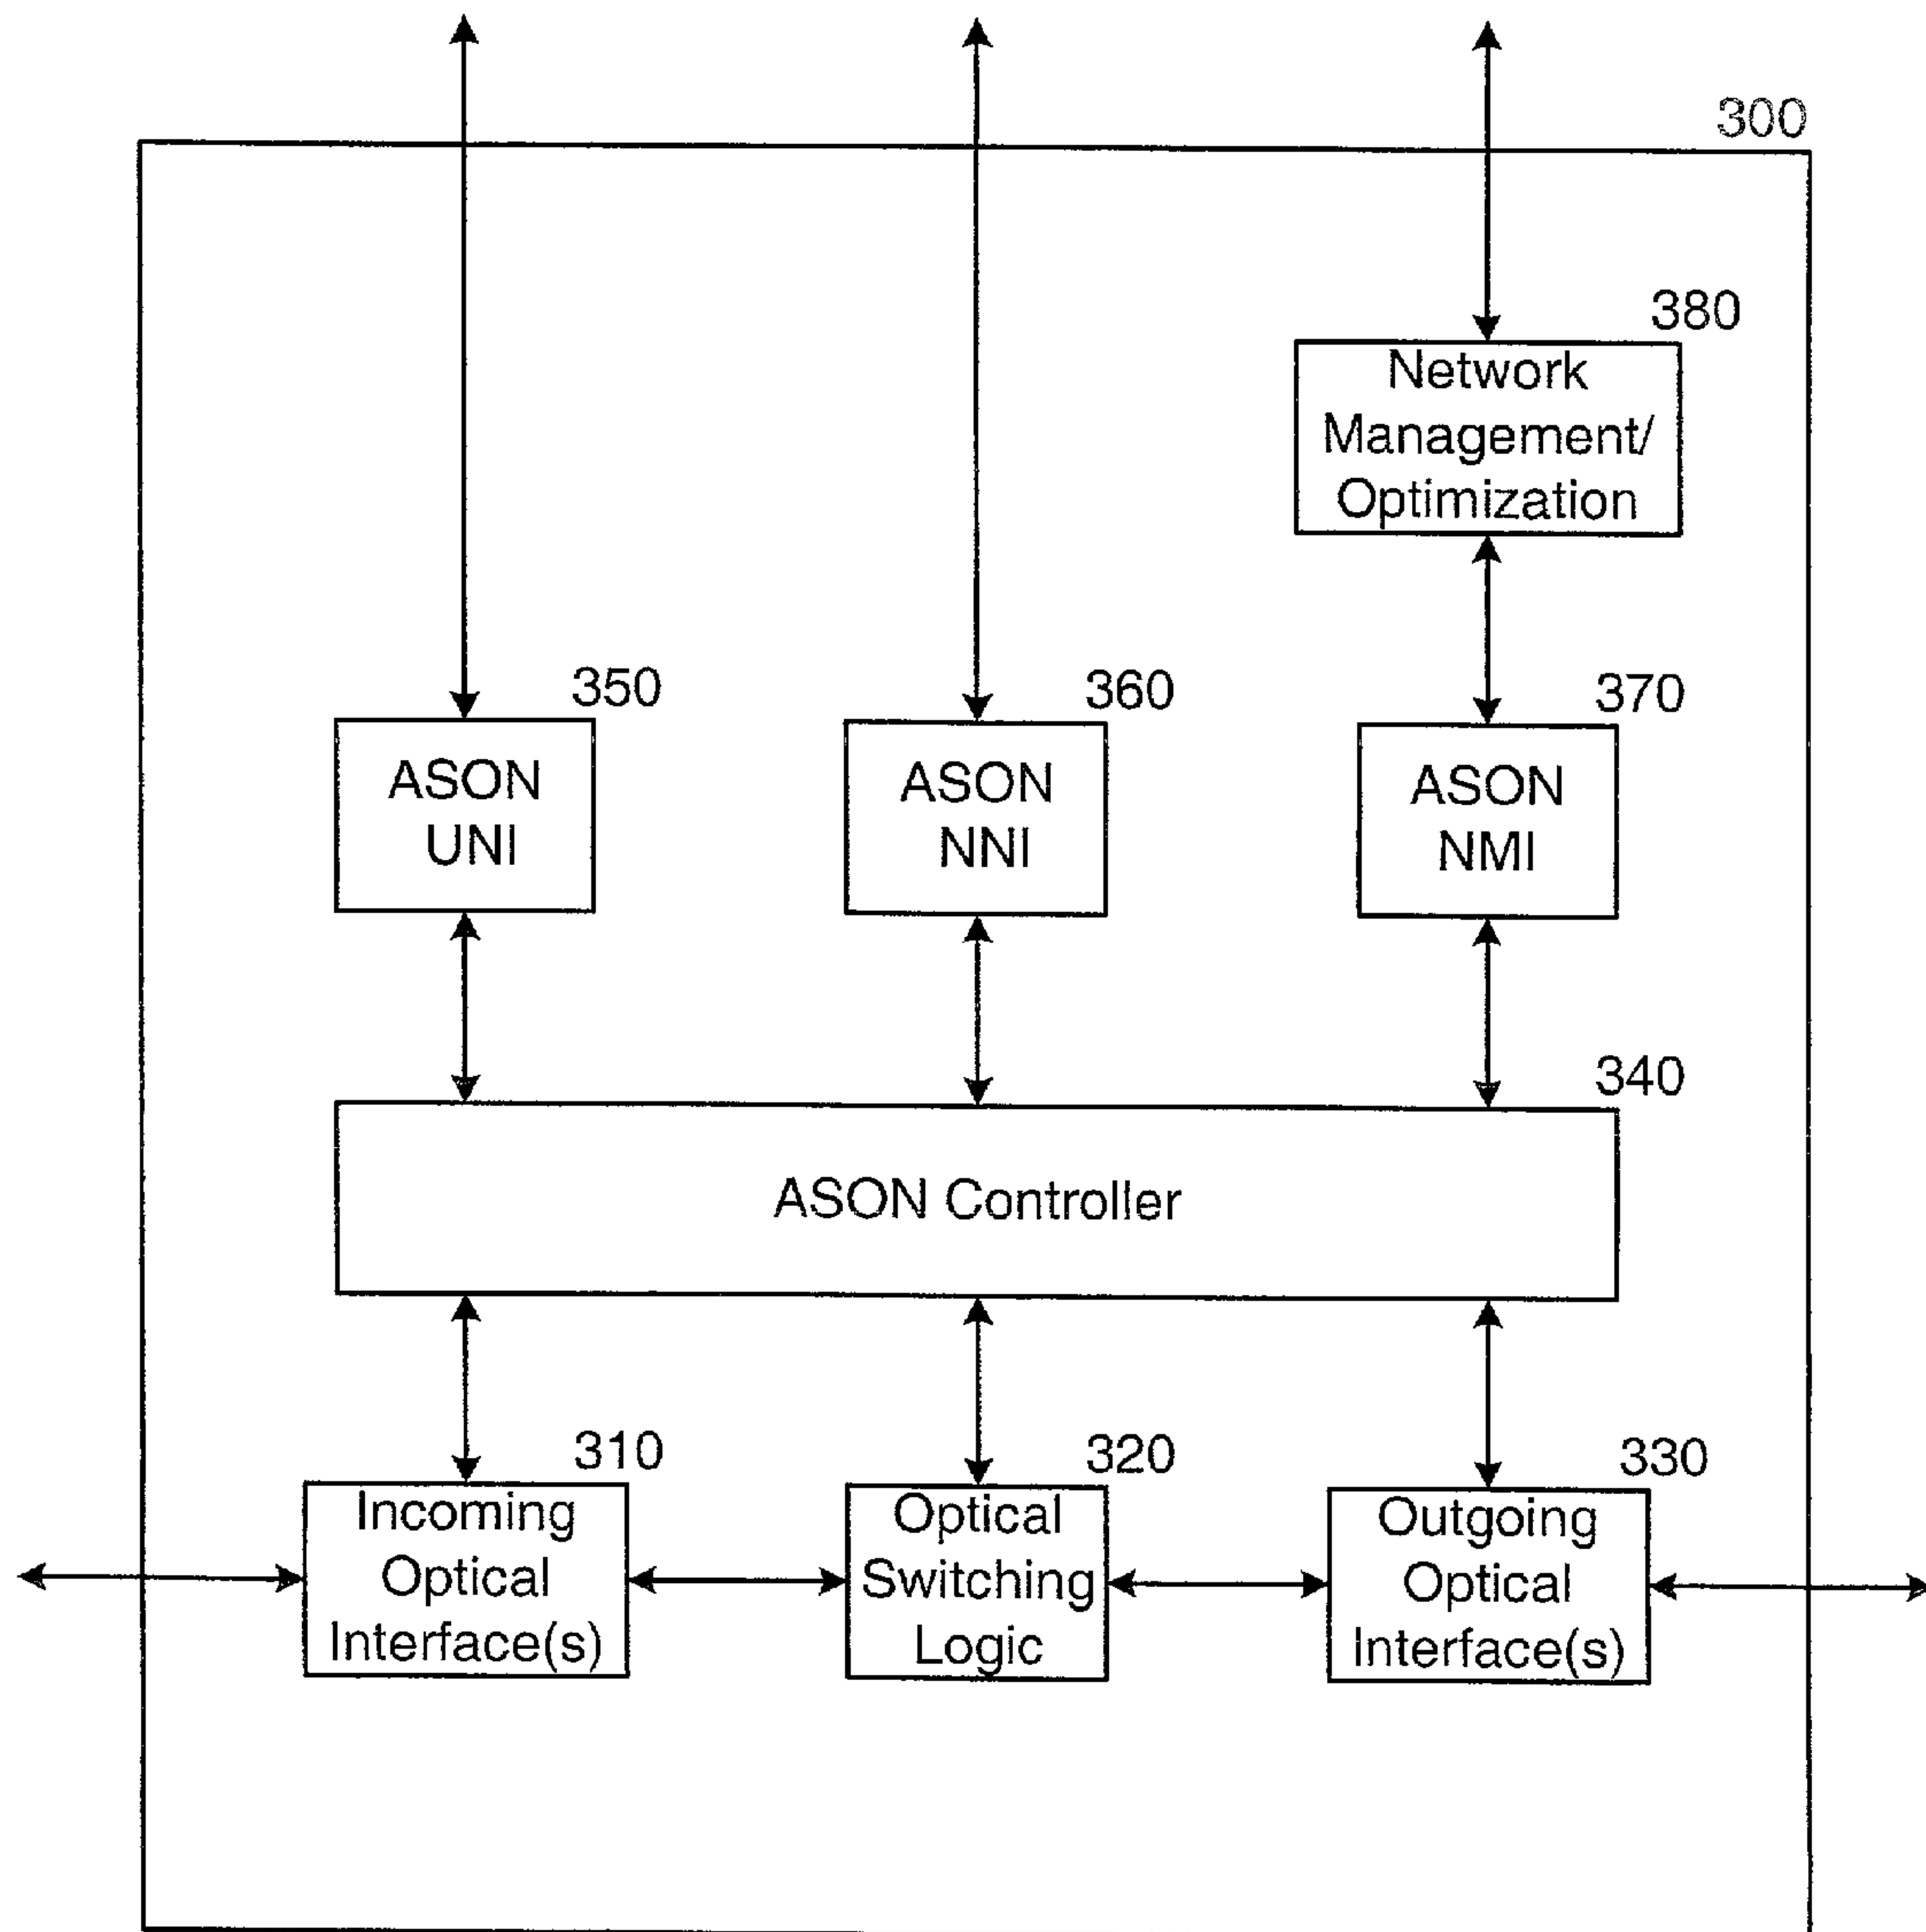 300
380
Network
Management/
Optimization
350
360
370
ASON
UNI
ASON
NNI
ASON
NMI
340
ASON Controller
310
320
330
Incoming
Optical
Interface(s)
Optical
Switching
Logic
Outgoing
Optical
Interface(s)